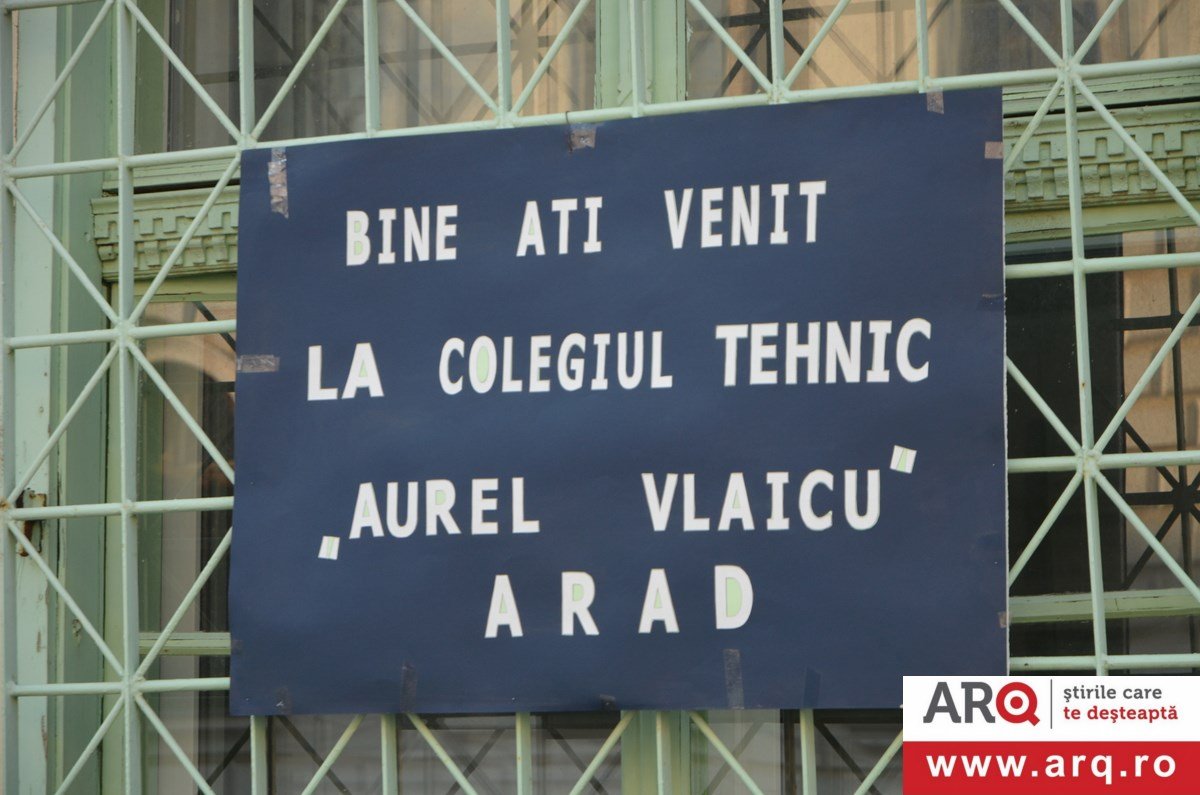 BINE ATI VENIT
LA COLEGIUL TEHNIC
„AUREL VLAICU"
ARAD
ARQ
știrile care
te deșteaptă
www.arq.ro